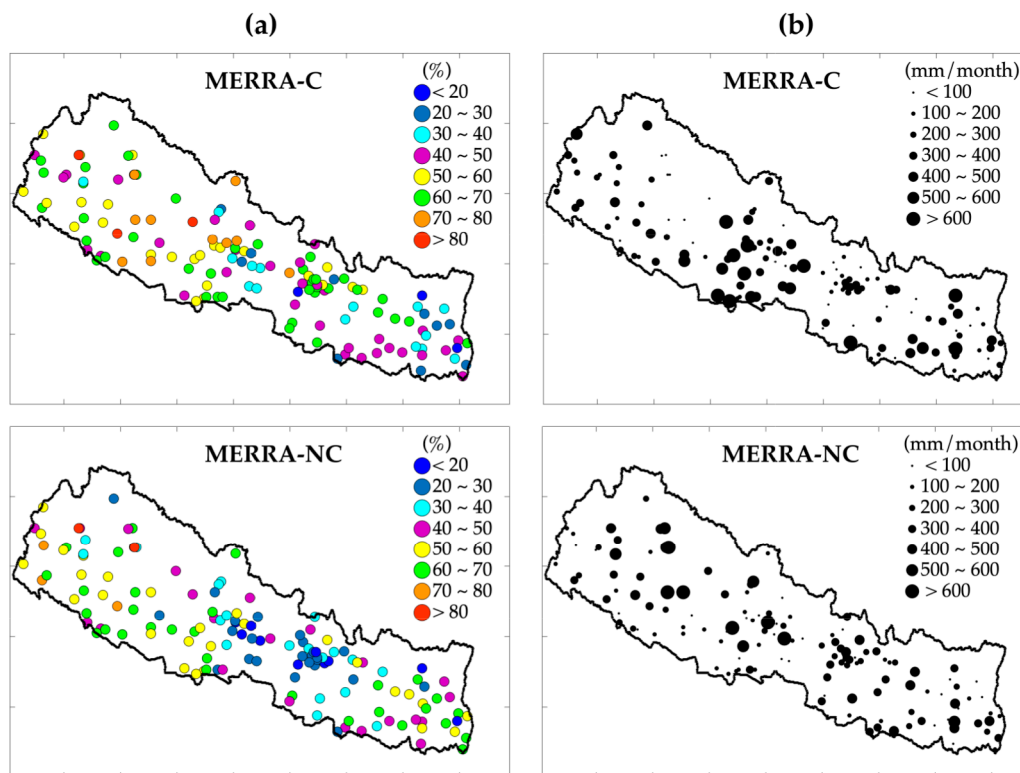 (a)
(b)
MERRA-C
(%)
< 20
20 ~ 30
30 ~ 40
40 ~ 50
50 ~ 60
60 ~ 70
70 ~ 80
> 80
MERRA-C
(mm/month)
< 100
100 ~ 200
200 ~ 300
300 ~ 400
400 ~ 500
500 ~ 600
> 600
MERRA-NC
(%)
< 20
20 ~ 30
30 ~ 40
40 ~ 50
50 ~ 60
60 ~ 70
70 ~ 80
> 80
MERRA-NC
(mm/month)
< 100
100 ~ 200
200 ~ 300
300 ~ 400
400 ~ 500
500 ~ 600
> 600